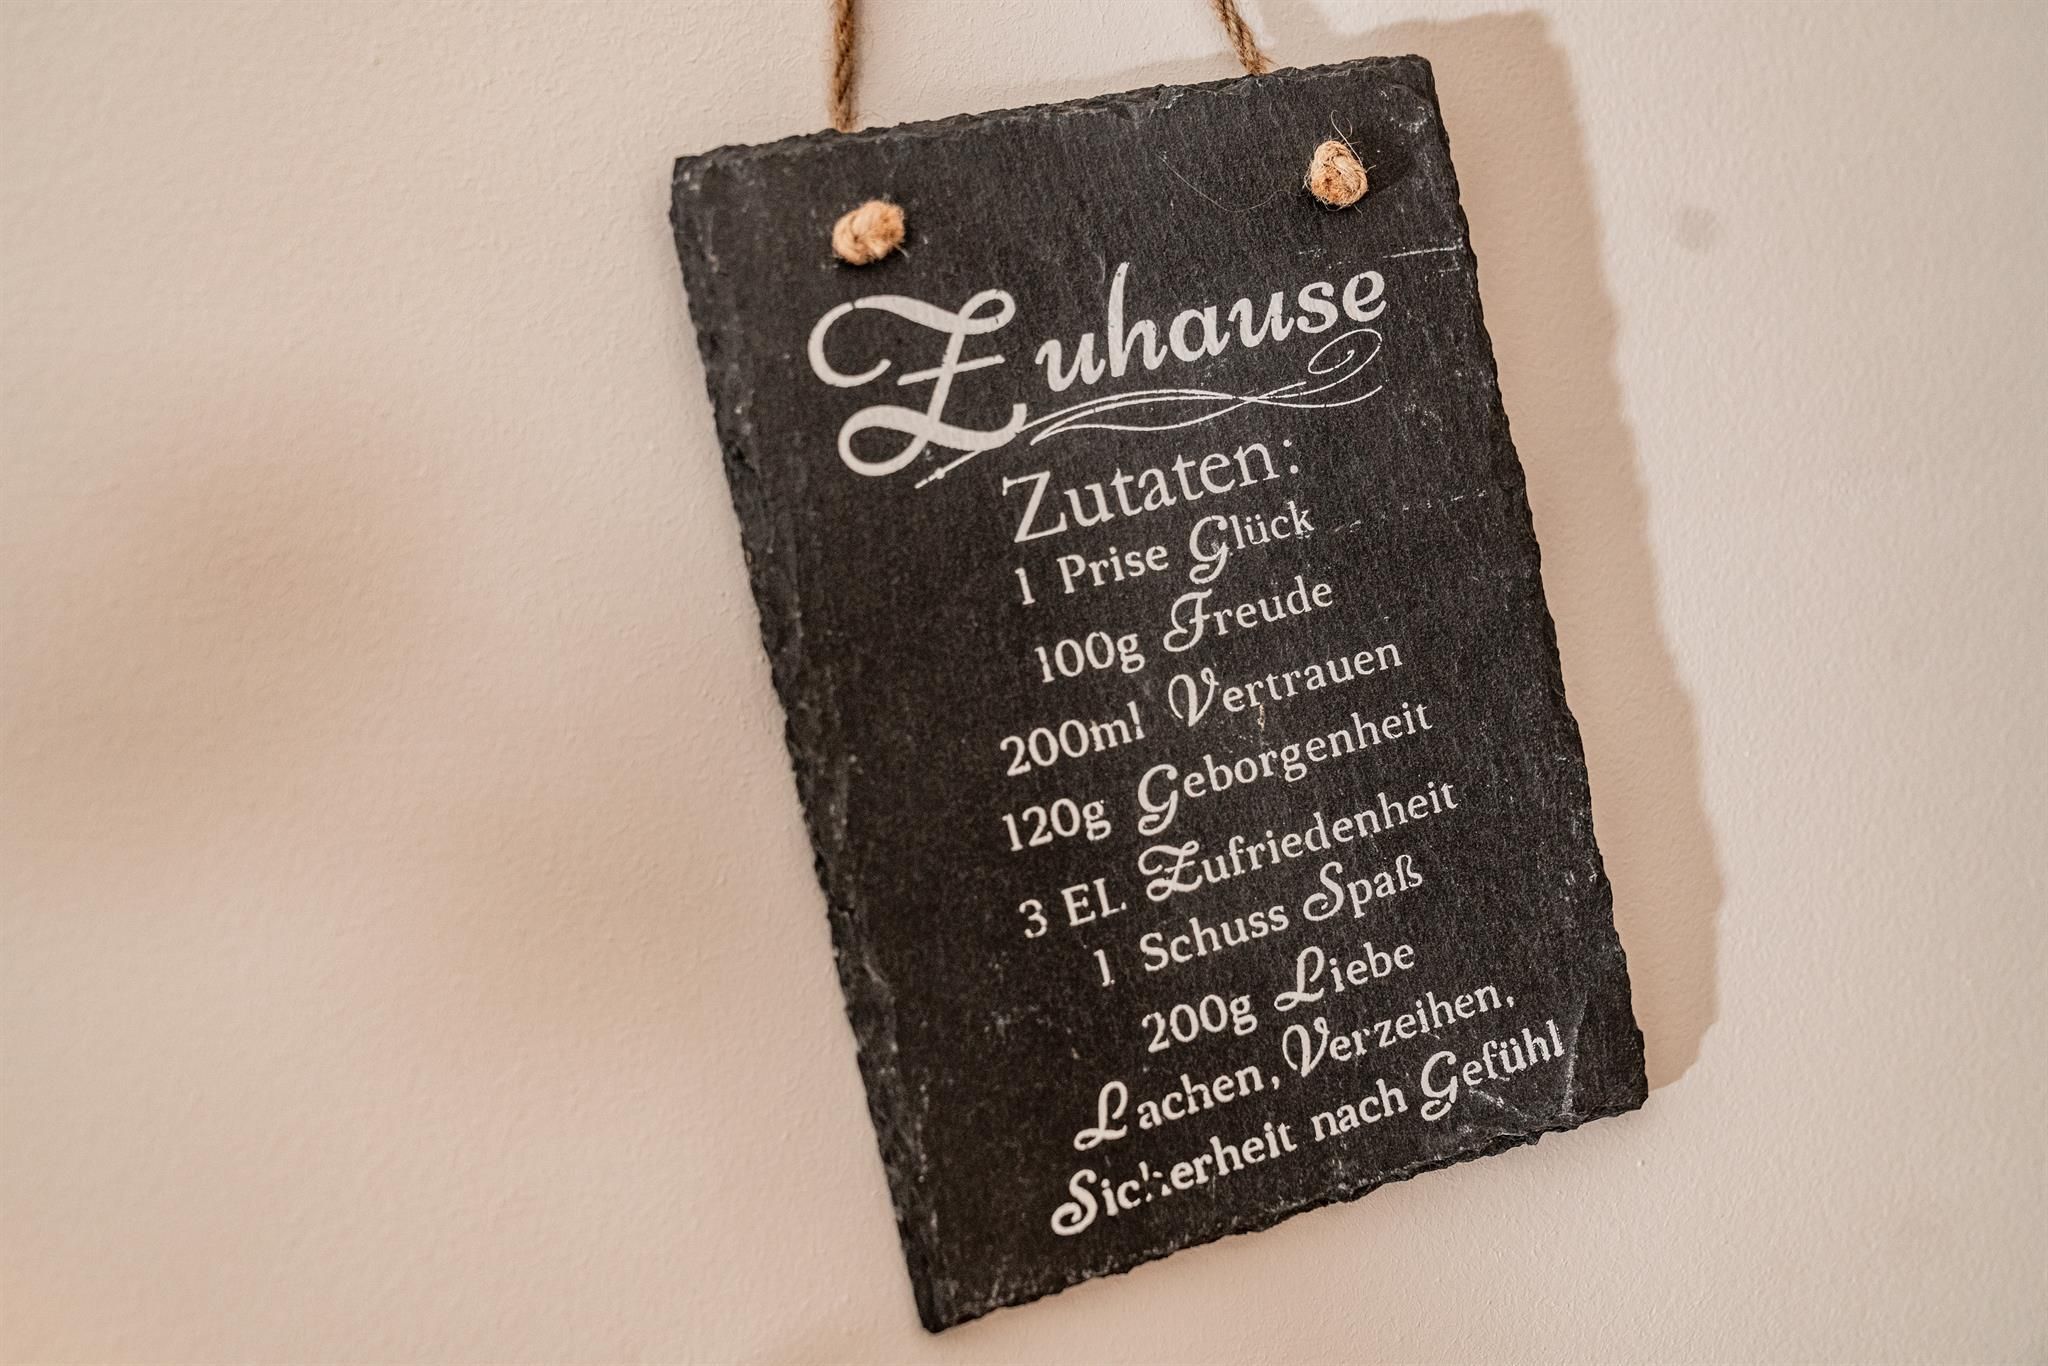 Zuhause
Zutaten:
1 Prise Glück
100g Freude
200ml Vertrauen
120g Geborgenheit
3 EL Zufriedenheit
1 Schuss Spaß
200g Liebe
Lachen, Verzeihen,
Sicherheit nach Gefühl